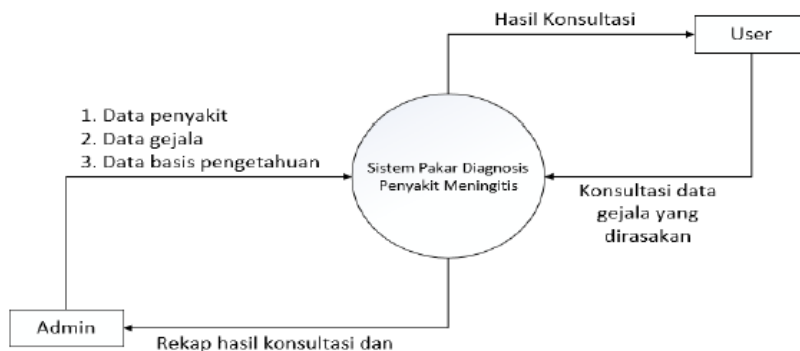 Hasil Konsultasi
User
1. Data penyakit
2. Data gejala
3. Data basis pengetahuan
Sistem Pakar Diagnosis
Penyakit Meningitis
Konsultasi data
gejala yang
dirasakan
Admin
Rekap hasil konsultasi dan